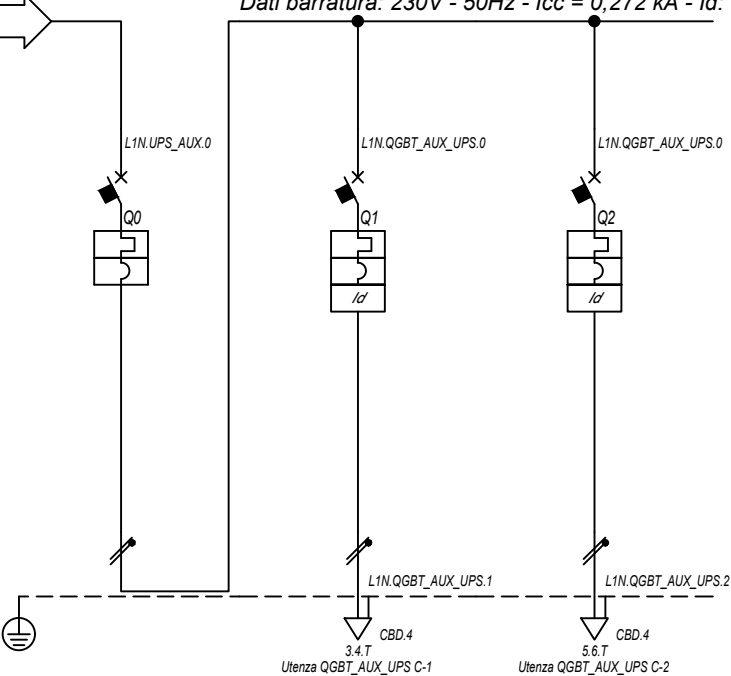 Dati barratura: 230V - 50Hz - Icc = 0,272 kA - Id:
L1N.UPS_AUX.0
L1N.QGBT_AUX_UPS.0
L1N.QGBT_AUX_UPS.0
Q0
Q1
Q2
Id
Id
L1N.QGBT_AUX_UPS.1
L1N.QGBT_AUX_UPS.2
CBD.4
CBD.4
3.4.T
5.6.T
Utenza QGBT_AUX_UPS C-1
Utenza QGBT_AUX_UPS C-2